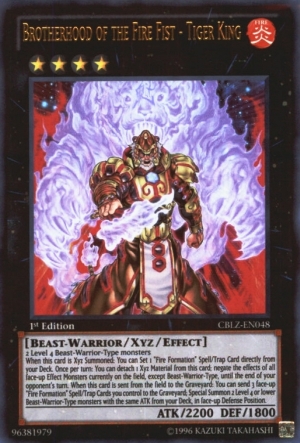 BROTHERHOOD OF THE FIRE FIST - TIGER KING
FIRE
炎
1st Edition
CBLZ-EN048
[BEAST-WARRIOR / XYZ / EFFECT]
2 Level 4 Beast-Warrior-Type monsters
When this card is Xyz Summoned: You can Set 1 "Fire Formation" Spell/Trap Card directly from
your Deck. Once per turn: You can detach 1 Xyz Material from this card; negate the effects of all
face-up Effect Monsters currently on the field, except Beast-Warrior-Type, until the end of your
opponent's turn. When this card is sent from the field to the Graveyard: You can send 3 face-up
"Fire Formation" Spell/Trap Cards you control to the Graveyard; Special Summon 2 Level 4 or lower
Beast-Warrior-Type monsters with the same ATK from your Deck, in face-up Defense Position.
ATK/2200 DEF/1800
96381979
©1996 KAZUKI TAKAHASHI